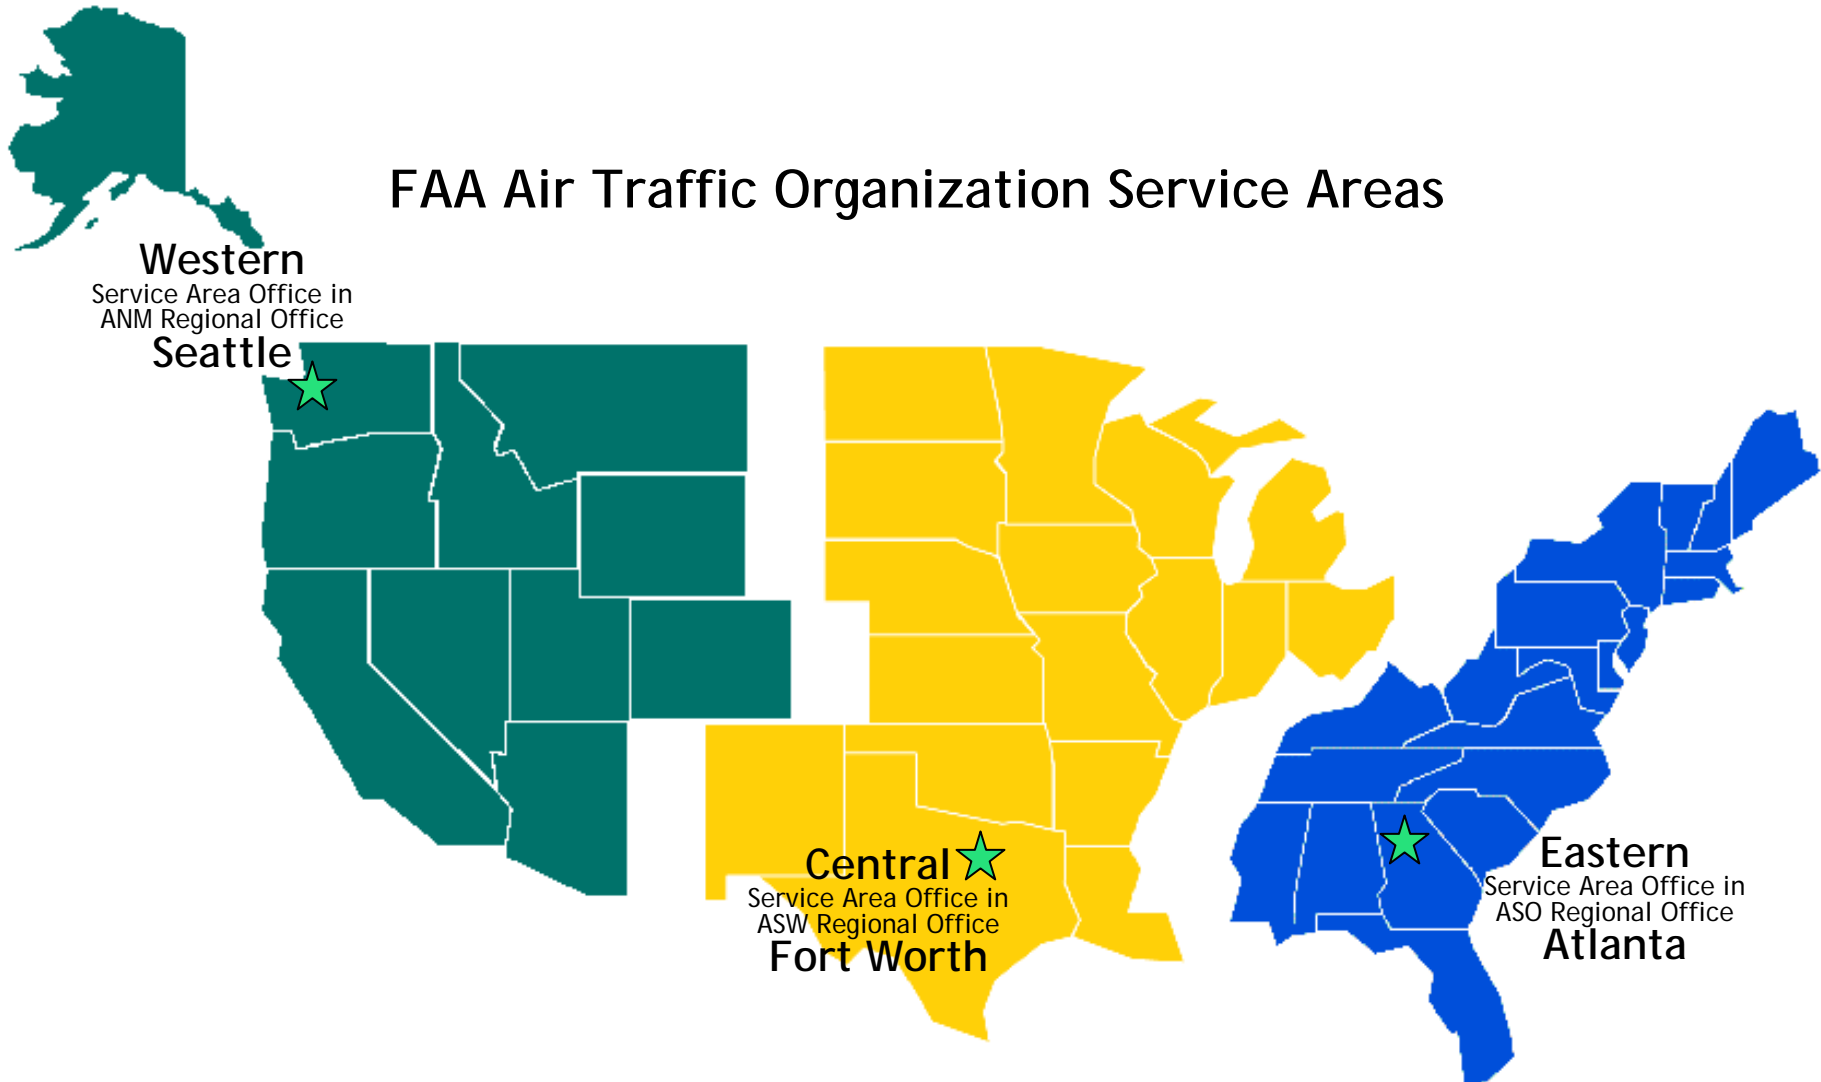 FAA Air Traffic Organization Service Areas
Western
Service Area Office in
ANM Regional Office
Seattle
Central
Service Area Office in
ASW Regional Office
Fort Worth
Eastern
Service Area Office in
ASO Regional Office
Atlanta